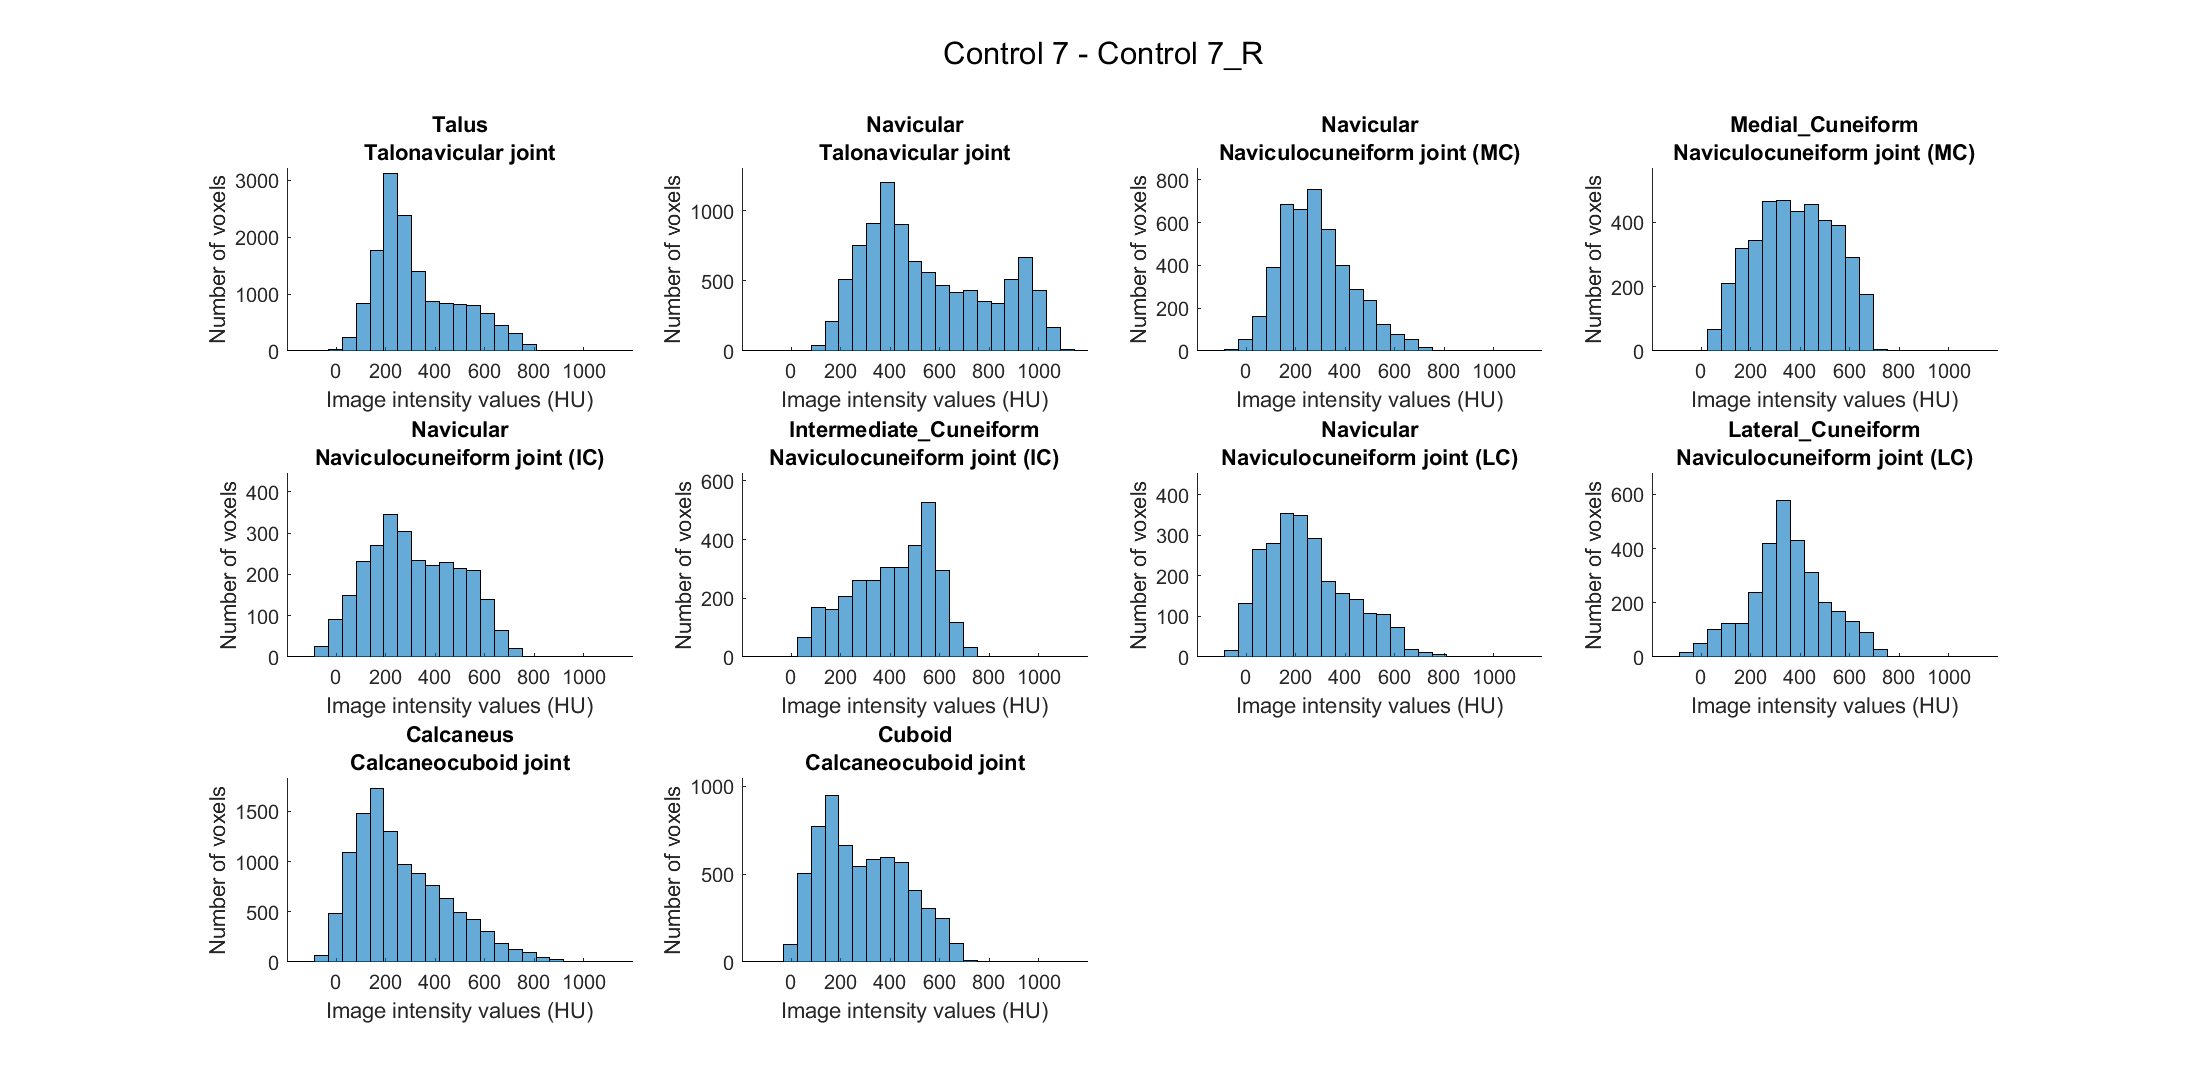 Control 7 - Control 7_R
Talus
Talonavicular joint
Number of voxels
3000
2000
1000
0
0 200 400 600 800 1000
Image intensity values (HU)
Navicular
Talonavicular joint
Number of voxels
1000
500
0
0 200 400 600 800 1000
Image intensity values (HU)
Navicular
Naviculocuneiform joint (MC)
Number of voxels
800
600
400
200
0
0 200 400 600 800 1000
Image intensity values (HU)
Medial_Cuneiform
Naviculocuneiform joint (MC)
Number of voxels
400
200
0
0 200 400 600 800 1000
Image intensity values (HU)
Navicular
Naviculocuneiform joint (IC)
Number of voxels
400
300
200
100
0
0 200 400 600 800 1000
Image intensity values (HU)
Intermediate_Cuneiform
Naviculocuneiform joint (IC)
Number of voxels
600
400
200
0
0 200 400 600 800 1000
Image intensity values (HU)
Navicular
Naviculocuneiform joint (LC)
Number of voxels
400
300
200
100
0
0 200 400 600 800 1000
Image intensity values (HU)
Lateral_Cuneiform
Naviculocuneiform joint (LC)
Number of voxels
600
400
200
0
0 200 400 600 800 1000
Image intensity values (HU)
Calcaneus
Calcaneocuboid joint
Number of voxels
1500
1000
500
0
0 200 400 600 800 1000
Image intensity values (HU)
Cuboid
Calcaneocuboid joint
Number of voxels
1000
500
0
0 200 400 600 800 1000
Image intensity values (HU)